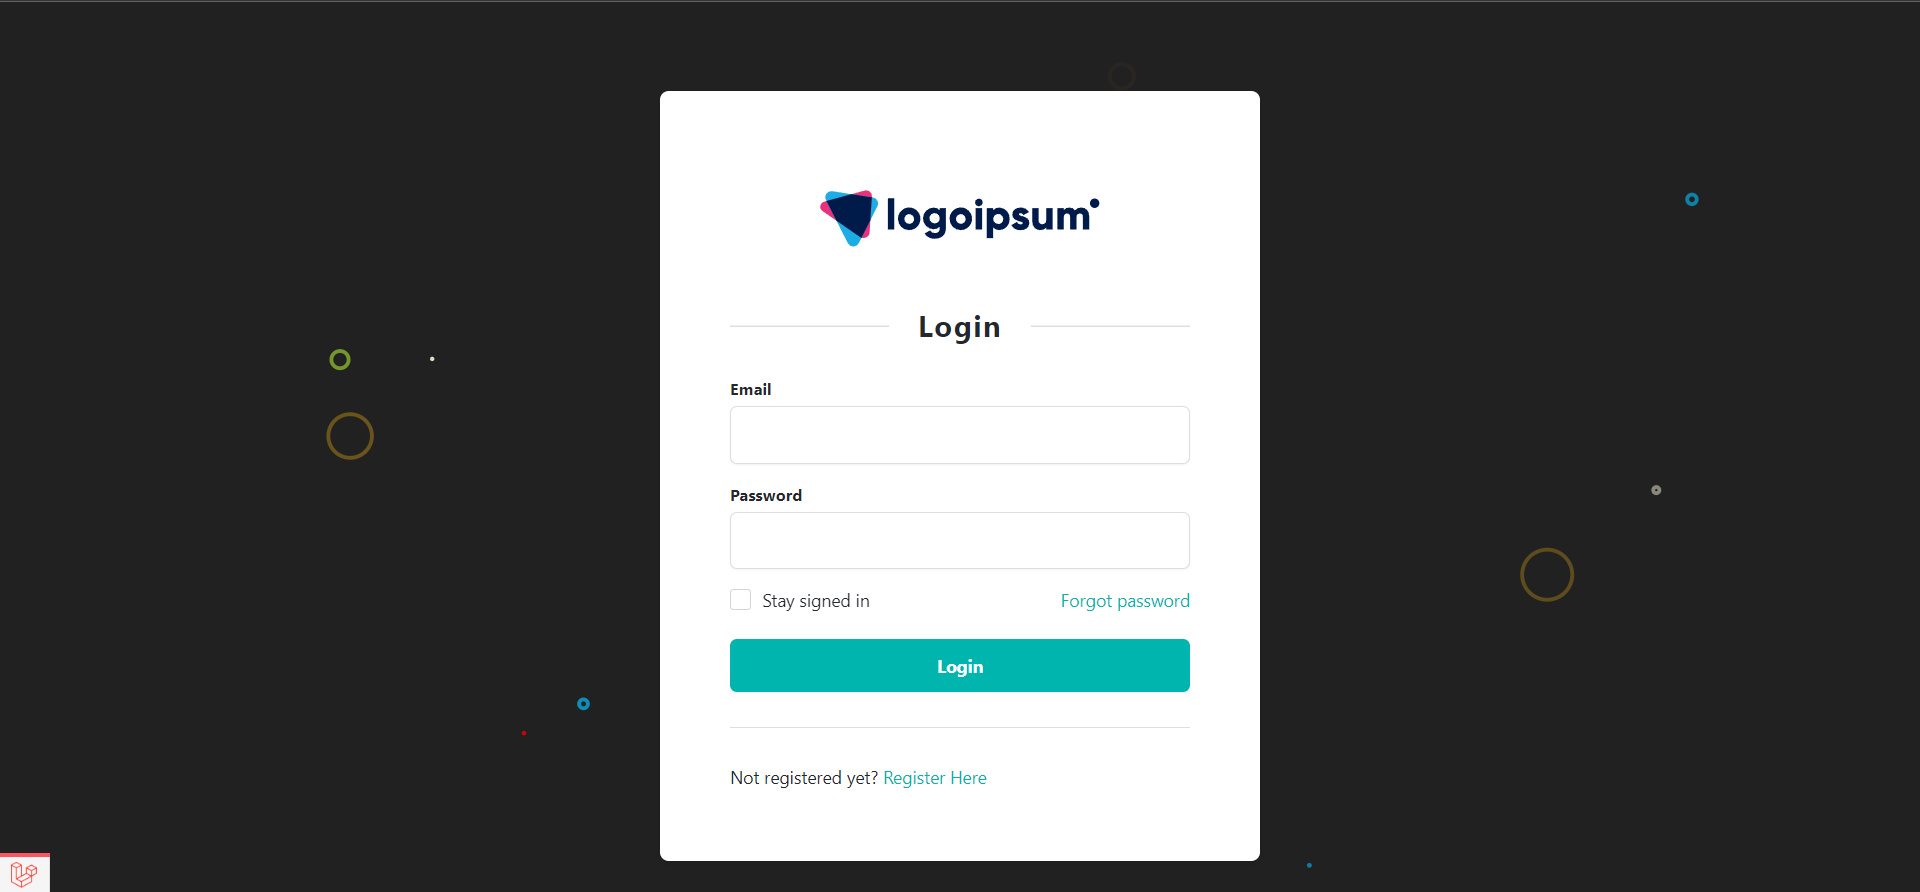 logoipsum
Login
Email
Password
Stay signed in
Forgot password
Login
Not registered yet? Register Here